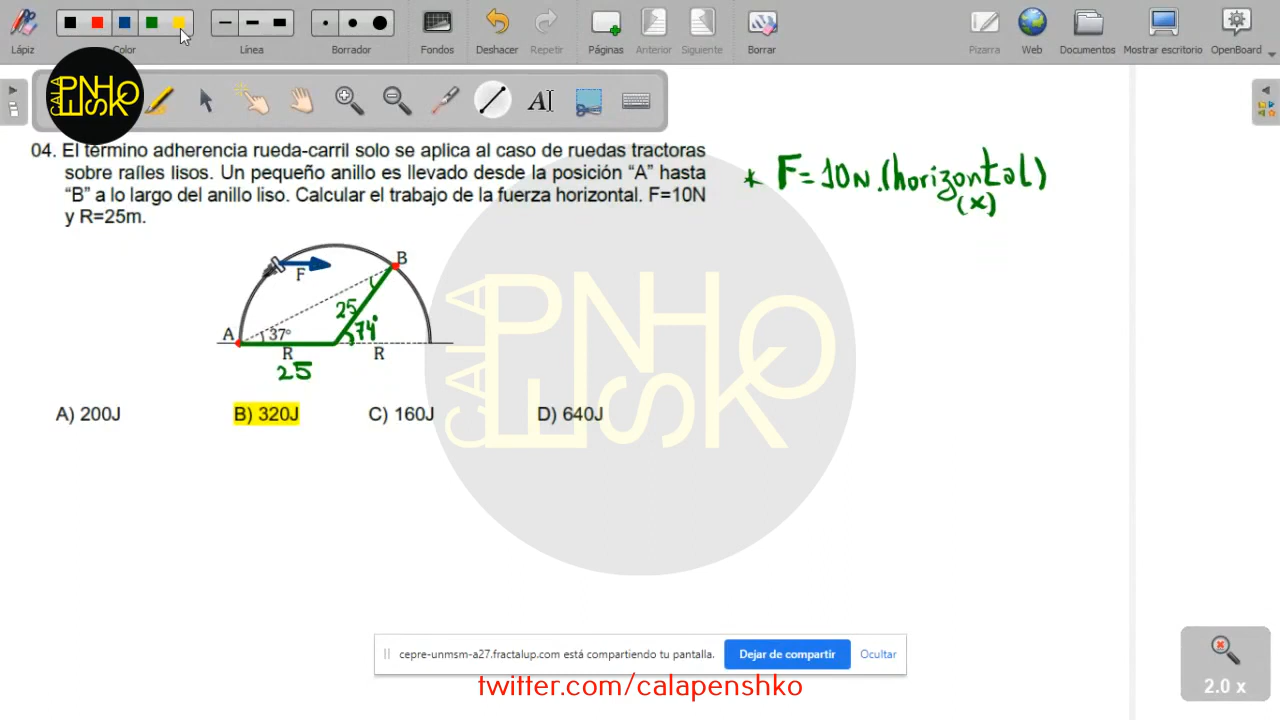 Lápiz
Color
Línea
Borrador
Fondos
Deshacer
Repetir
Páginas
Anterior
Siguiente
Borrar
Pizarra
Web
Documentos
Mostrar escritorio
OpenBoard
CALA
PNHO
ESK
04. El término adherencia rueda-carril solo se aplica al caso de ruedas tractoras
sobre raíles lisos. Un pequeño anillo es llevado desde la posición “A” hasta
“B” a lo largo del anillo liso. Calcular el trabajo de la fuerza horizontal. F=10N
y R=25m.
* F=10N.(horizontal)
(x)
B
F
25
74°
A
37°
R
R
25
A) 200J
B) 320J
C) 160J
D) 640J
CALA
PNHO
ESK
cepre-unmsm-a27.fractalup.com está compartiendo tu pantalla.
Dejar de compartir
Ocultar
twitter.com/calapenshko
2.0 x